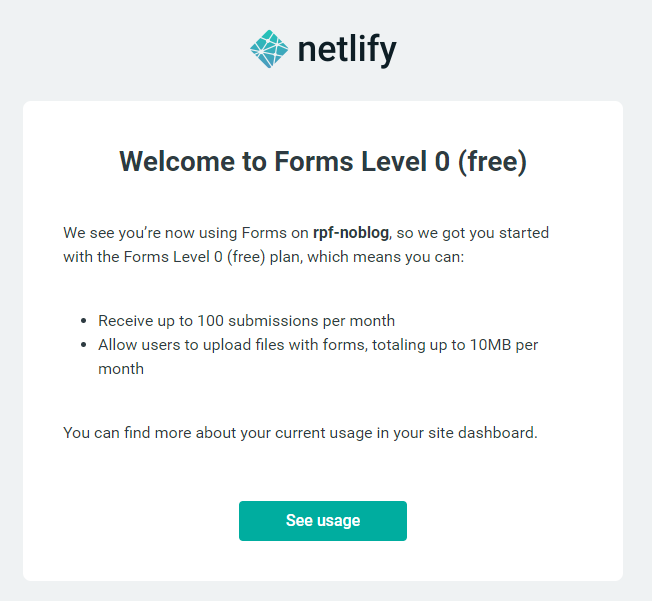 netlify
Welcome to Forms Level 0 (free)
We see you’re now using Forms on rpf-noblog, so we got you started
with the Forms Level 0 (free) plan, which means you can:
• Receive up to 100 submissions per month
• Allow users to upload files with forms, totaling up to 10MB per
month
You can find more about your current usage in your site dashboard.
See usage